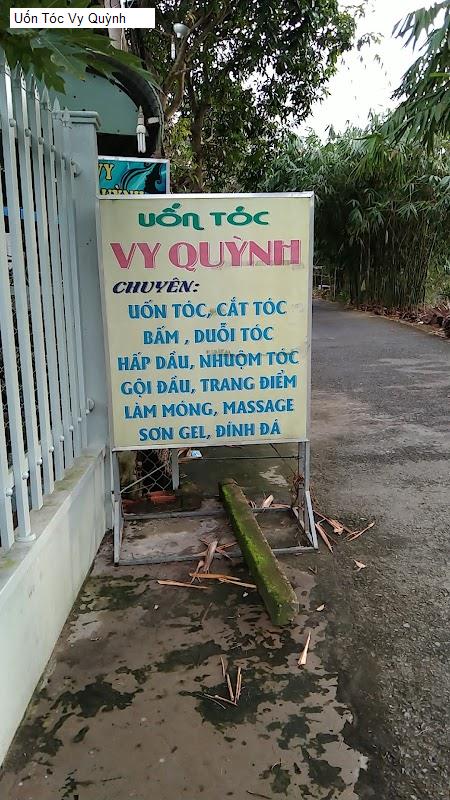 Uốn Tóc Vy Quỳnh
VY
UỐN TÓC
VY QUỲNH
CHUYÊN:
UỐN TÓC, CẮT TÓC
BẤM , DUỖI TÓC
HẤP DẦU, NHUỘM TÓC
GỘI ĐẦU, TRANG ĐIỂM
LÀM MÓNG, MASSAGE
SƠN GEL, ĐÍNH ĐÁ